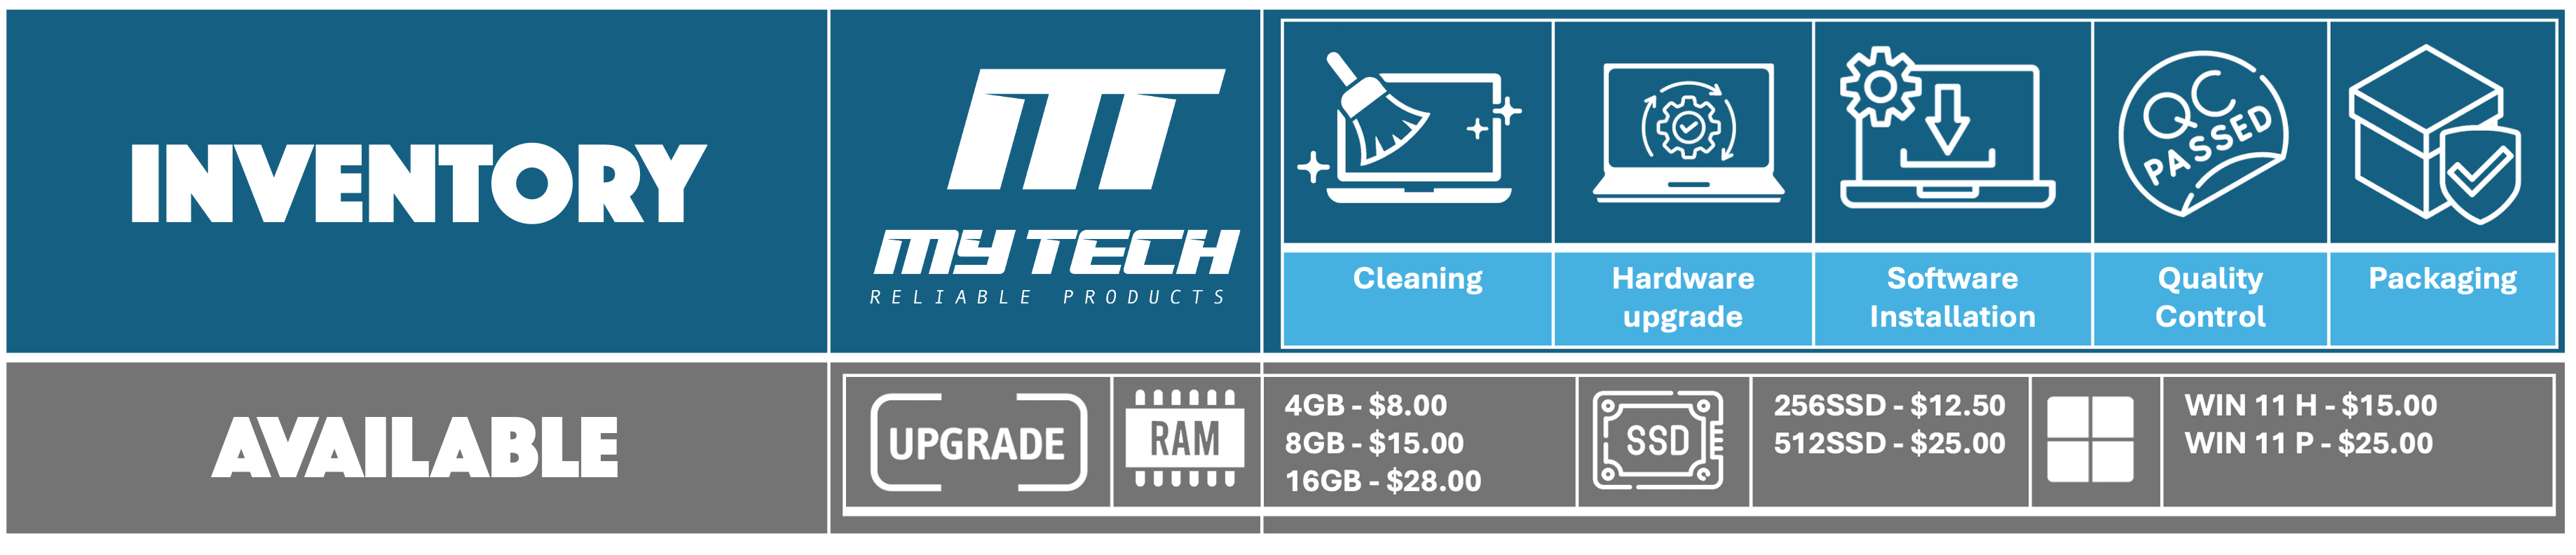 INVENTORY
MY TECH
RELIABLE PRODUCTS
QC
PASSED
Cleaning
Hardware
upgrade
Software
Installation
Quality
Control
Packaging
AVAILABLE
UPGRADE
RAM
4GB - $8.00
8GB - $15.00
16GB - $28.00
SSD
256SSD - $12.50
512SSD - $25.00
WIN 11 H - $15.00
WIN 11 P - $25.00